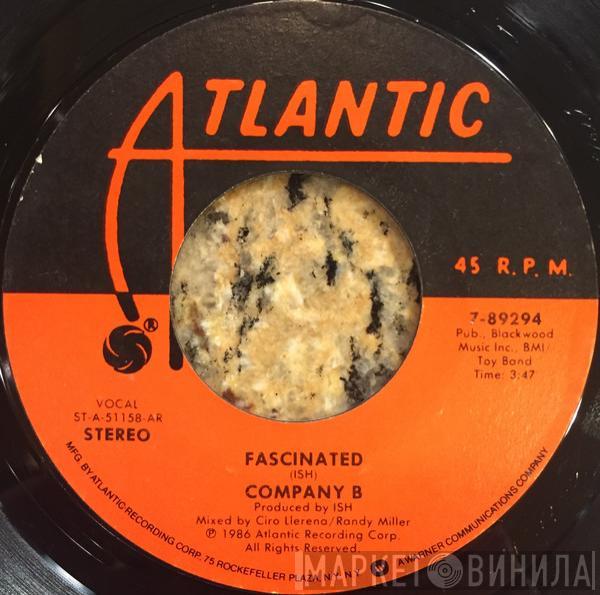 ATLANTIC
45 R.P.M.
7-89294
Pub., Blackwood
Music Inc., BMI/
Toy Band
Time: 3:47
®
VOCAL
ST-A-51158-AR
STEREO
FASCINATED
(ISH)
COMPANY B
Produced by ISH
Mixed by Ciro Llerena/Randy Miller
℗ 1986 Atlantic Recording Corp.
All Rights Reserved.
MFG. BY ATLANTIC RECORDING CORP. 75 ROCKEFELLER PLAZA, N.Y. N.Y. A WARNER COMMUNICATIONS COMPANY
МАРКЕТ ВИНИЛА